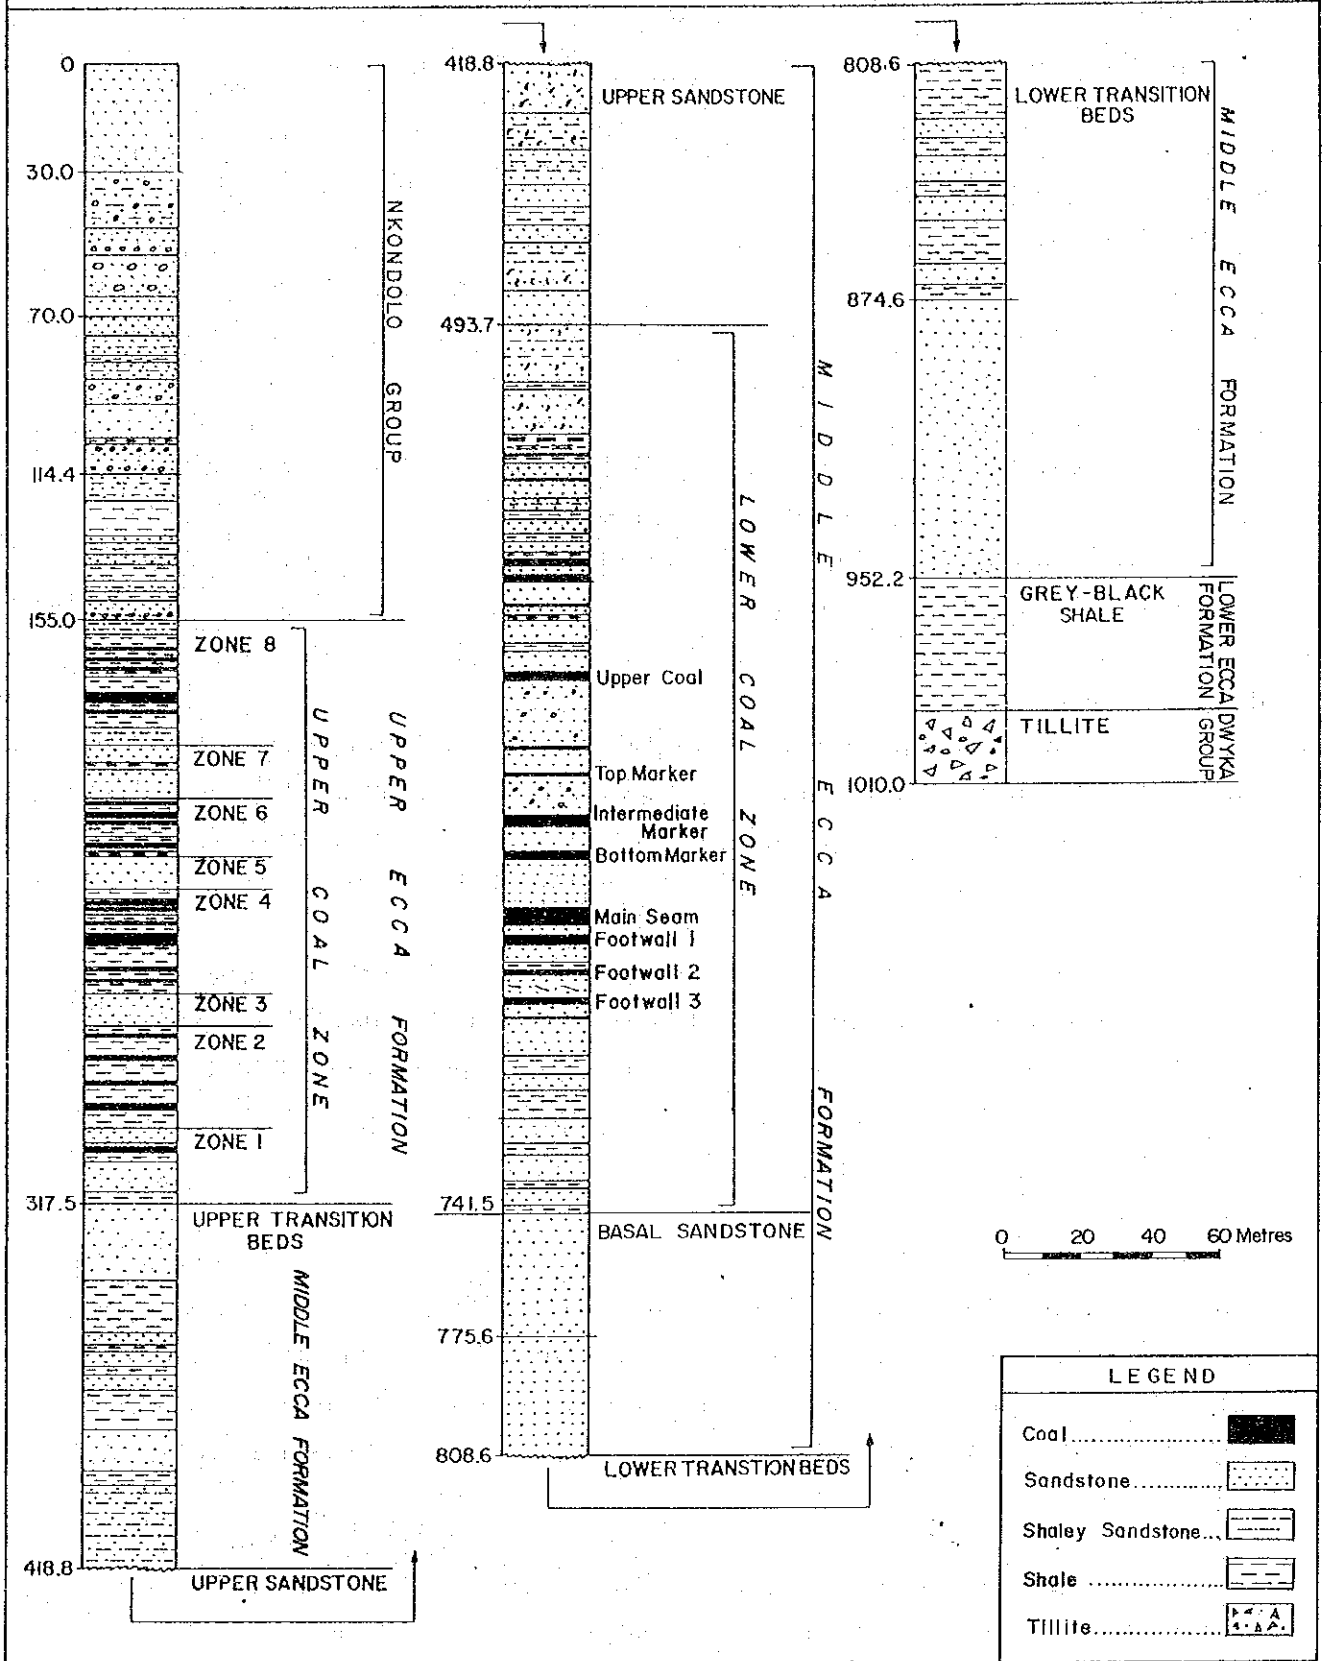 0
30.0
70.0
114.4
155.0
317.5
418.8
NKONDOLO GROUP
ZONE 8
ZONE 7
ZONE 6
ZONE 5
ZONE 4
ZONE 3
ZONE 2
ZONE 1
UPPER COAL ZONE
UPPER ECCA FORMATION
UPPER TRANSITION
BEDS
MIDDLE ECCA FORMATION
UPPER SANDSTONE
418.8
493.7
741.5
775.6
808.6
UPPER SANDSTONE
Upper Coal
Top Marker
Intermediate
Marker
Bottom Marker
Main Seam
Footwall 1
Footwall 2
Footwall 3
LOWER COAL ZONE
MIDDLE ECCA FORMATION
BASAL SANDSTONE
LOWER TRANSTION BEDS
808.6
874.6
952.2
1010.0
LOWER TRANSITION
BEDS
MIDDLE ECCA FORMATION
GREY-BLACK
SHALE
LOWER ECCA
FORMATION
TILLITE
DWYKA
GROUP
0 20 40 60 Metres
LEGEND
Coal
Sandstone
Shaley Sandstone
Shale
Tillite